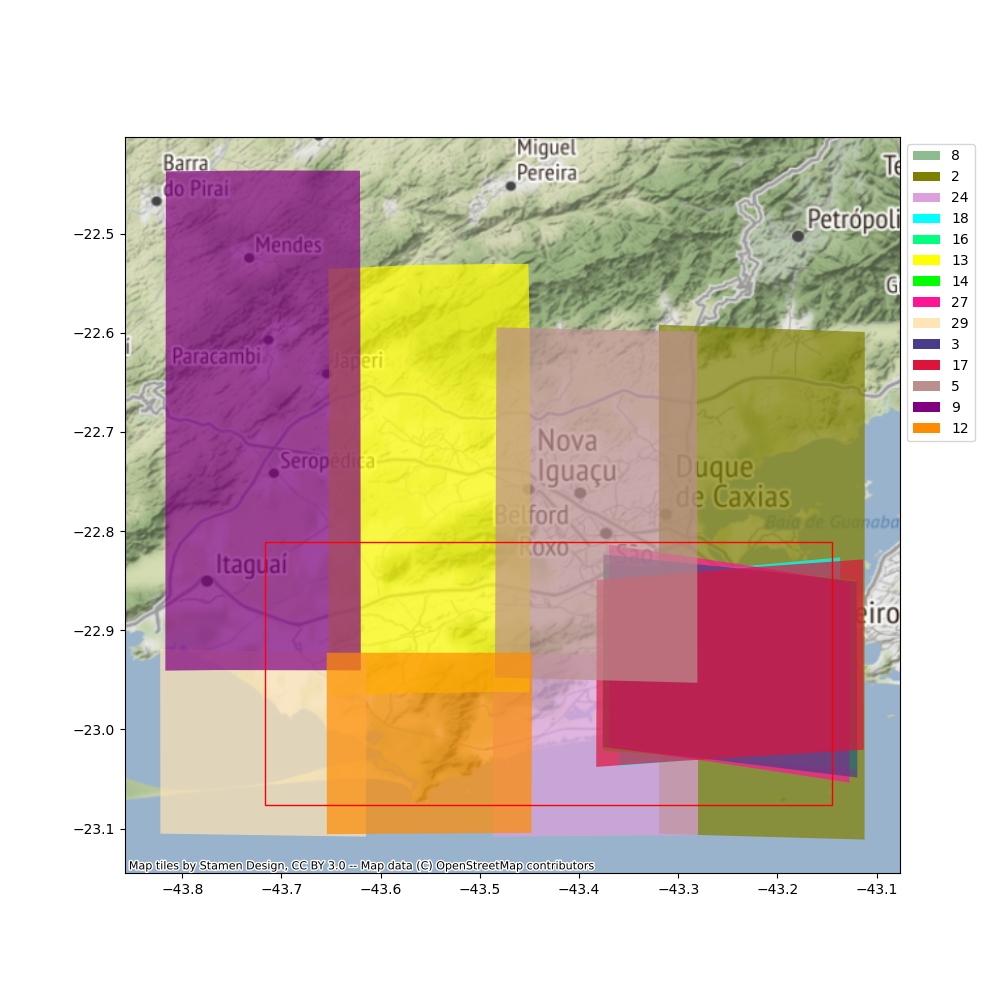 Miguel
Pereira
Barra
do Pirai
Te
Petrópoli
Mendes
G
i
Paracambi
Japeri
Nova
Iguaçu
Seropédica
Duque
de Caxias
Belford
Roxo
Baia de Guanaba
São
Itaguaí
eiro
Map tiles by Stamen Design, CC BY 3.0 -- Map data (C) OpenStreetMap contributors
−22.5
−22.6
−22.7
−22.8
−22.9
−23.0
−23.1
−43.8
−43.7
−43.6
−43.5
−43.4
−43.3
−43.2
−43.1
8
2
24
18
16
13
14
27
29
3
17
5
9
12